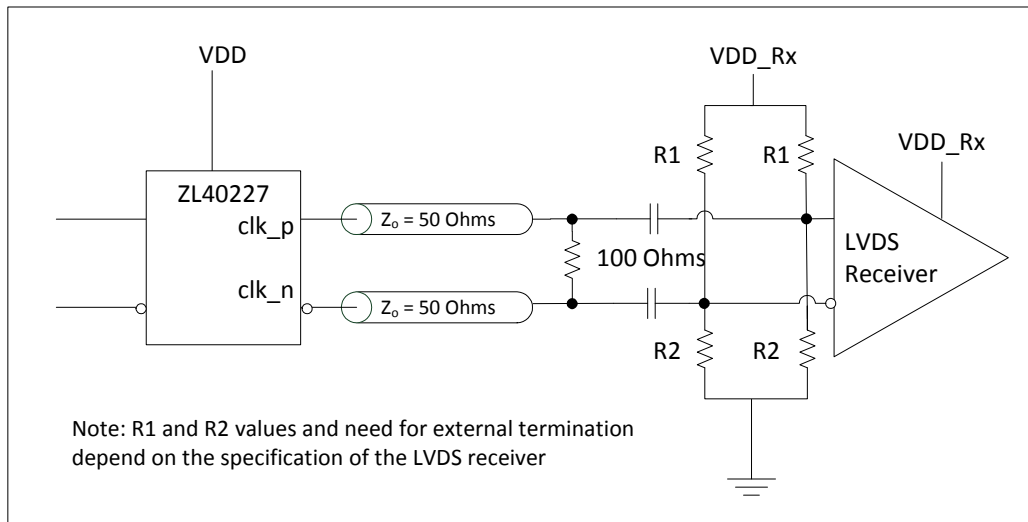 VDD
VDD_Rx
R1
R1
VDD_Rx
ZL40227
clk_p
Zₒ = 50 Ohms
100 Ohms
LVDS
Receiver
clk_n
Zₒ = 50 Ohms
R2
R2
Note: R1 and R2 values and need for external termination
depend on the specification of the LVDS receiver